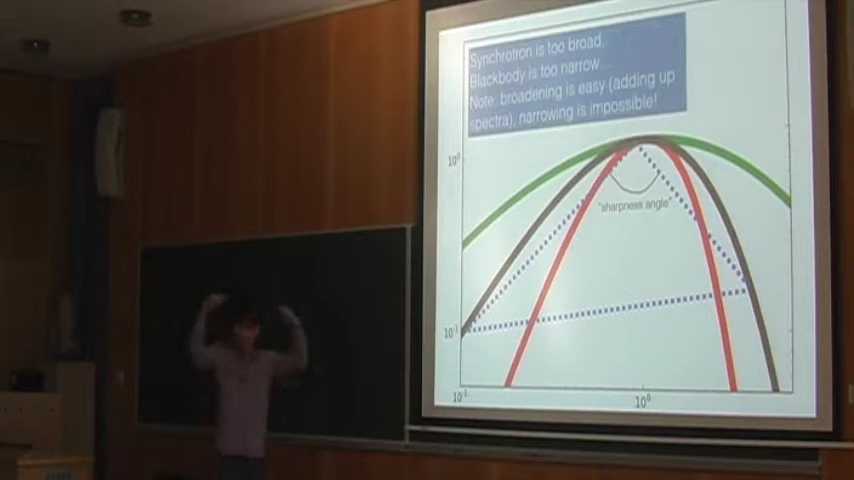 Synchrotron is too broad.
Blackbody is too narrow...
Note: broadening is easy (adding up
spectra), narrowing is impossible!
10⁰
"sharpness angle"
10⁻¹
10⁻¹
10⁰